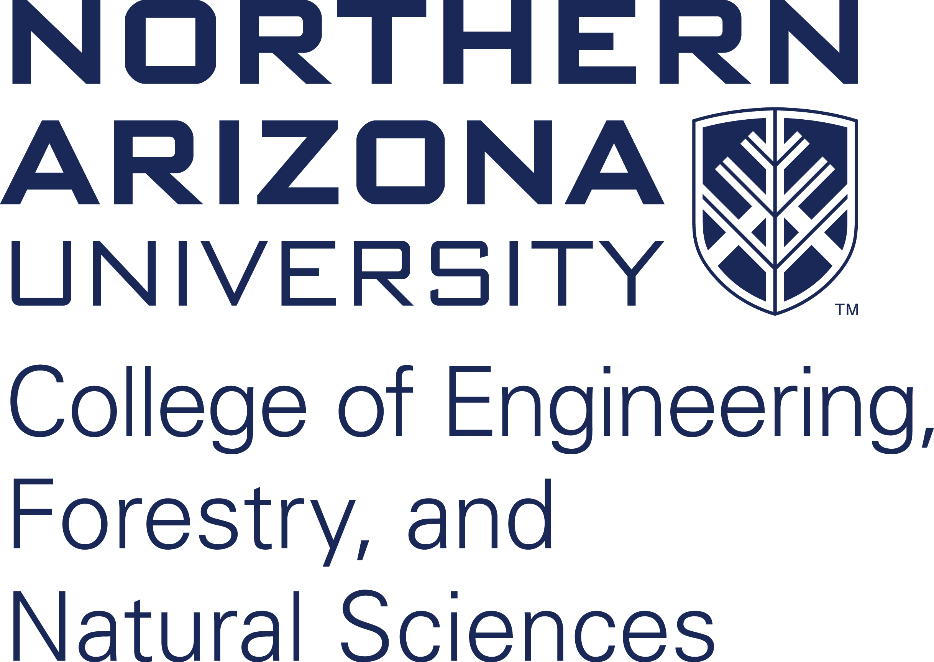 NORTHERN
ARIZONA
UNIVERSITY
TM
College of Engineering,
Forestry, and
Natural Sciences